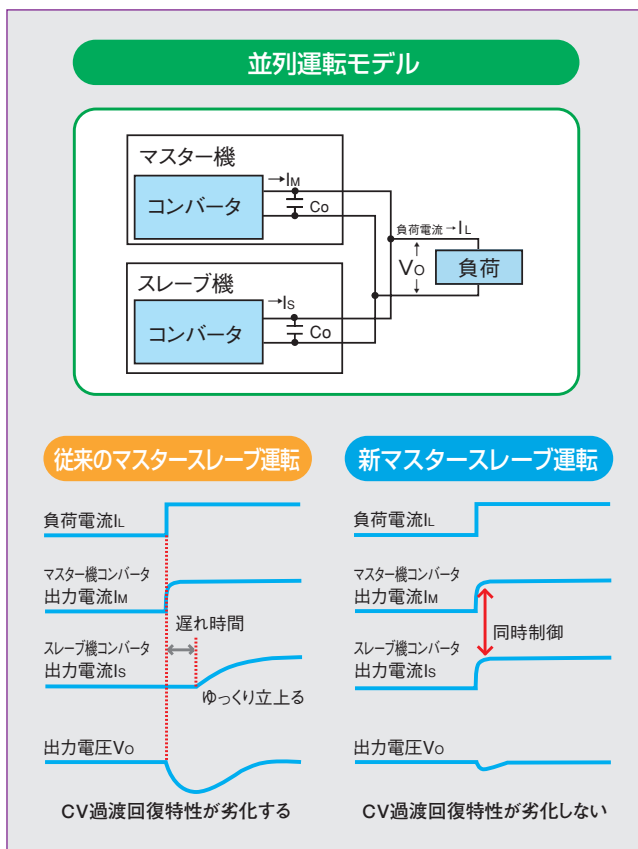 並列運転モデル
マスター機
コンバータ
→IM
Co
スレーブ機
コンバータ
→IS
Co
負荷電流→IL
VO
負荷
従来のマスタースレーブ運転
負荷電流IL
マスター機コンバータ
出力電流IM
遅れ時間
スレーブ機コンバータ
出力電流IS
ゆっくり立上る
出力電圧VO
CV過渡回復特性が劣化する
新マスタースレーブ運転
負荷電流IL
マスター機コンバータ
出力電流IM
同時制御
スレーブ機コンバータ
出力電流IS
出力電圧VO
CV過渡回復特性が劣化しない